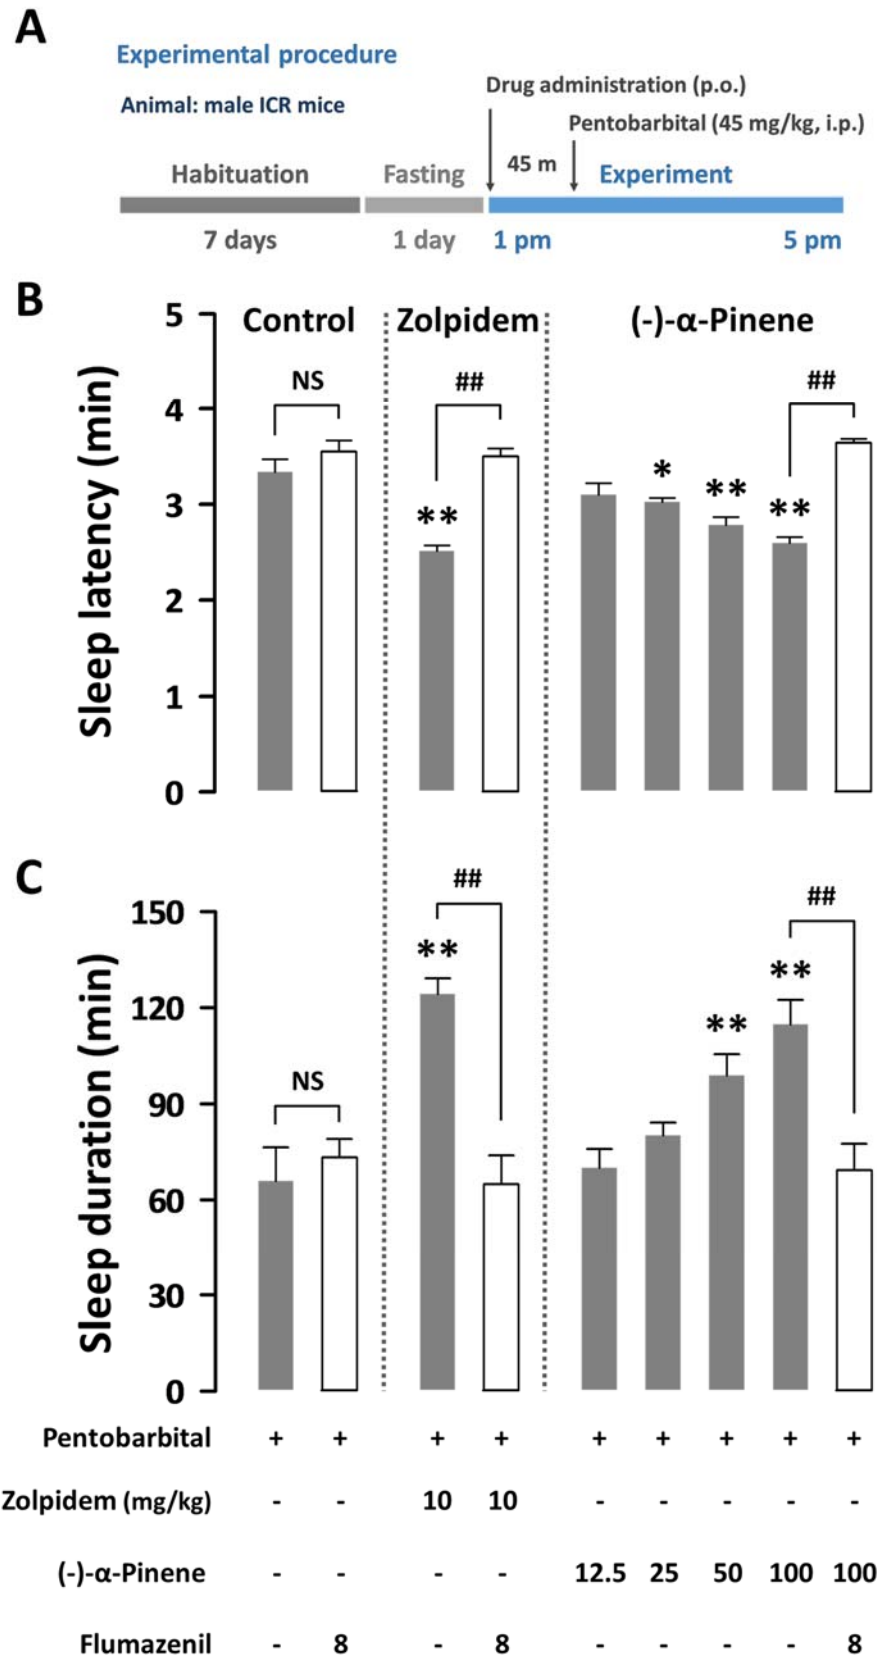 A
Experimental procedure
Animal: male ICR mice
Drug administration (p.o.)
Pentobarbital (45 mg/kg, i.p.)
45 m
Habituation Fasting Experiment
7 days 1 day 1 pm 5 pm
B
Sleep latency (min)
5
4
3
2
1
0
Control Zolpidem (-)-α-Pinene
NS ## ##
** * ** **
C
Sleep duration (min)
150
120
90
60
30
0
NS ## ##
** ** **
Pentobarbital + + + + + + + + +
Zolpidem (mg/kg) - - 10 10 - - - - -
(-)-α-Pinene - - - - 12.5 25 50 100 100
Flumazenil - 8 - 8 - - - - 8